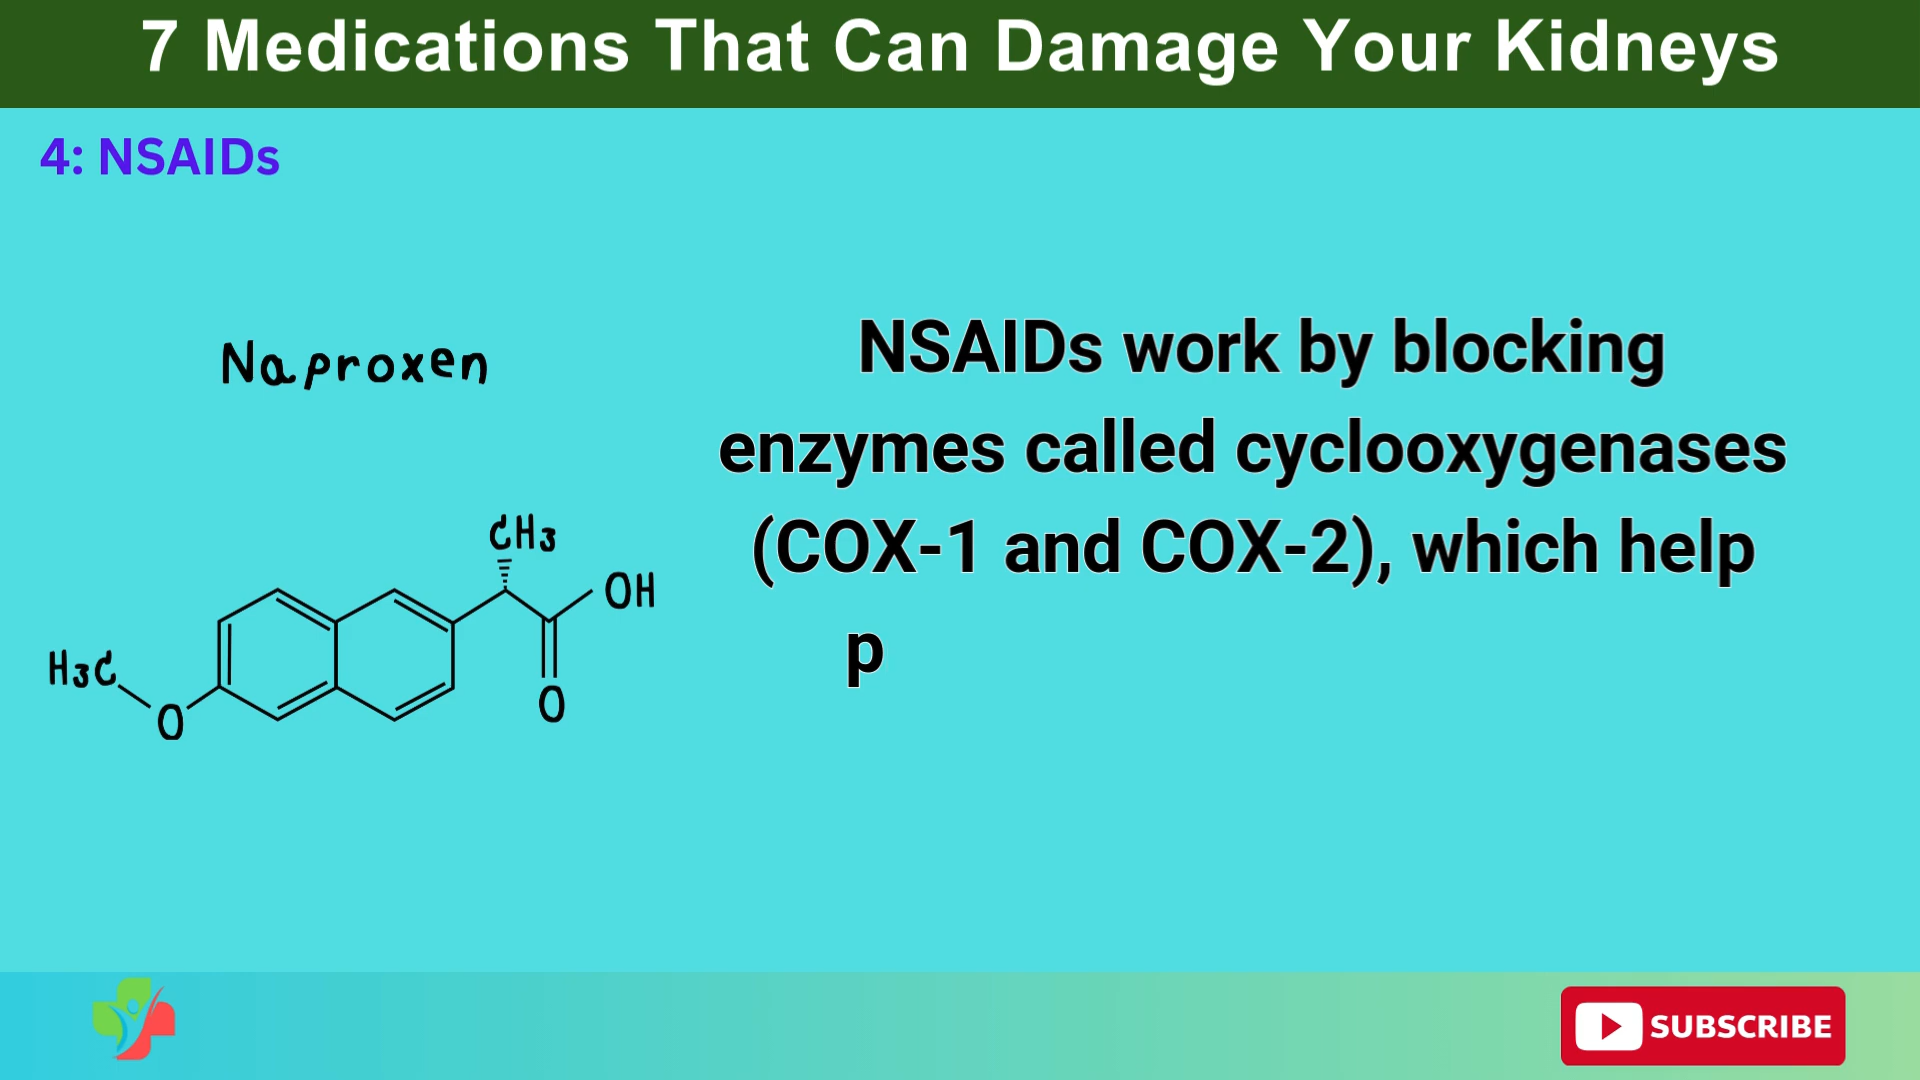 7 Medications That Can Damage Your Kidneys
4: NSAIDs
Naproxen
NSAIDs work by blocking
enzymes called cyclooxygenases
(COX-1 and COX-2), which help
p
CH3
OH
H3C
O
O
SUBSCRIBE